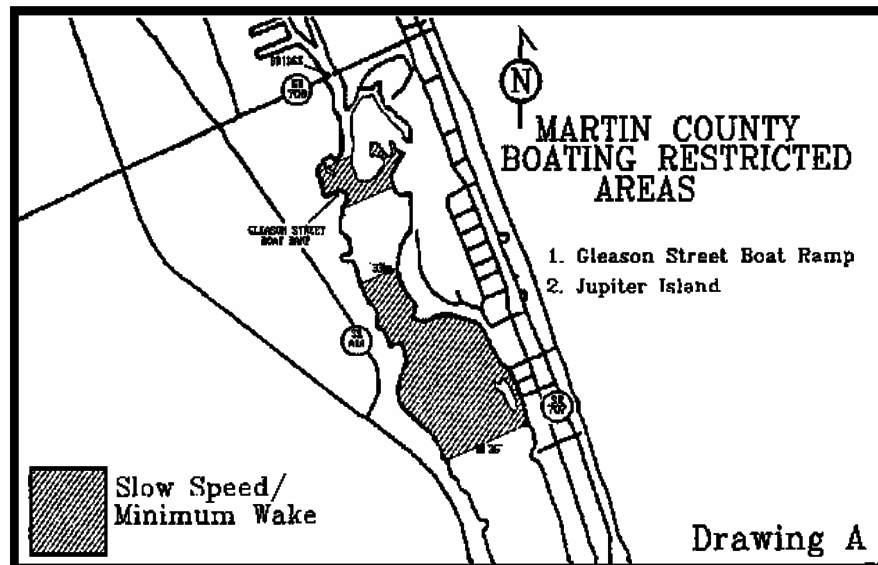 BRIDGE
SR
708
N
MARTIN COUNTY
BOATING RESTRICTED
AREAS
GLEASON STREET
BOAT RAMP
1. Gleason Street Boat Ramp
2. Jupiter Island
SR
A1A
SR
707
Slow Speed/
Minimum Wake
Drawing A